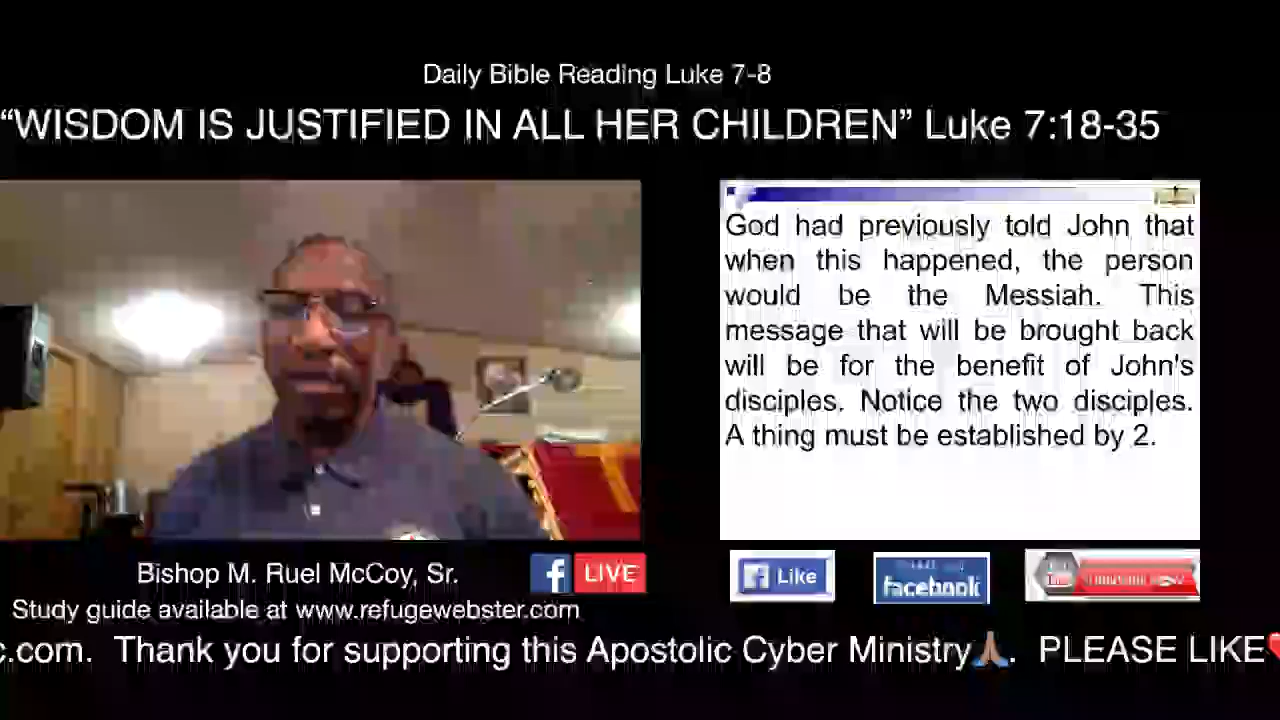 Daily Bible Reading Luke 7-8
“WISDOM IS JUSTIFIED IN ALL HER CHILDREN” Luke 7:18-35
God had previously told John that
when this happened, the person
would be the Messiah. This
message that will be brought back
will be for the benefit of John's
disciples. Notice the two disciples.
A thing must be established by 2.
Bishop M. Ruel McCoy, Sr.
f LIVE
f Like
facebook
Study guide available at www.refugewebster.com
c.com. Thank you for supporting this Apostolic Cyber Ministry🙏🏽. PLEASE LIKE❤